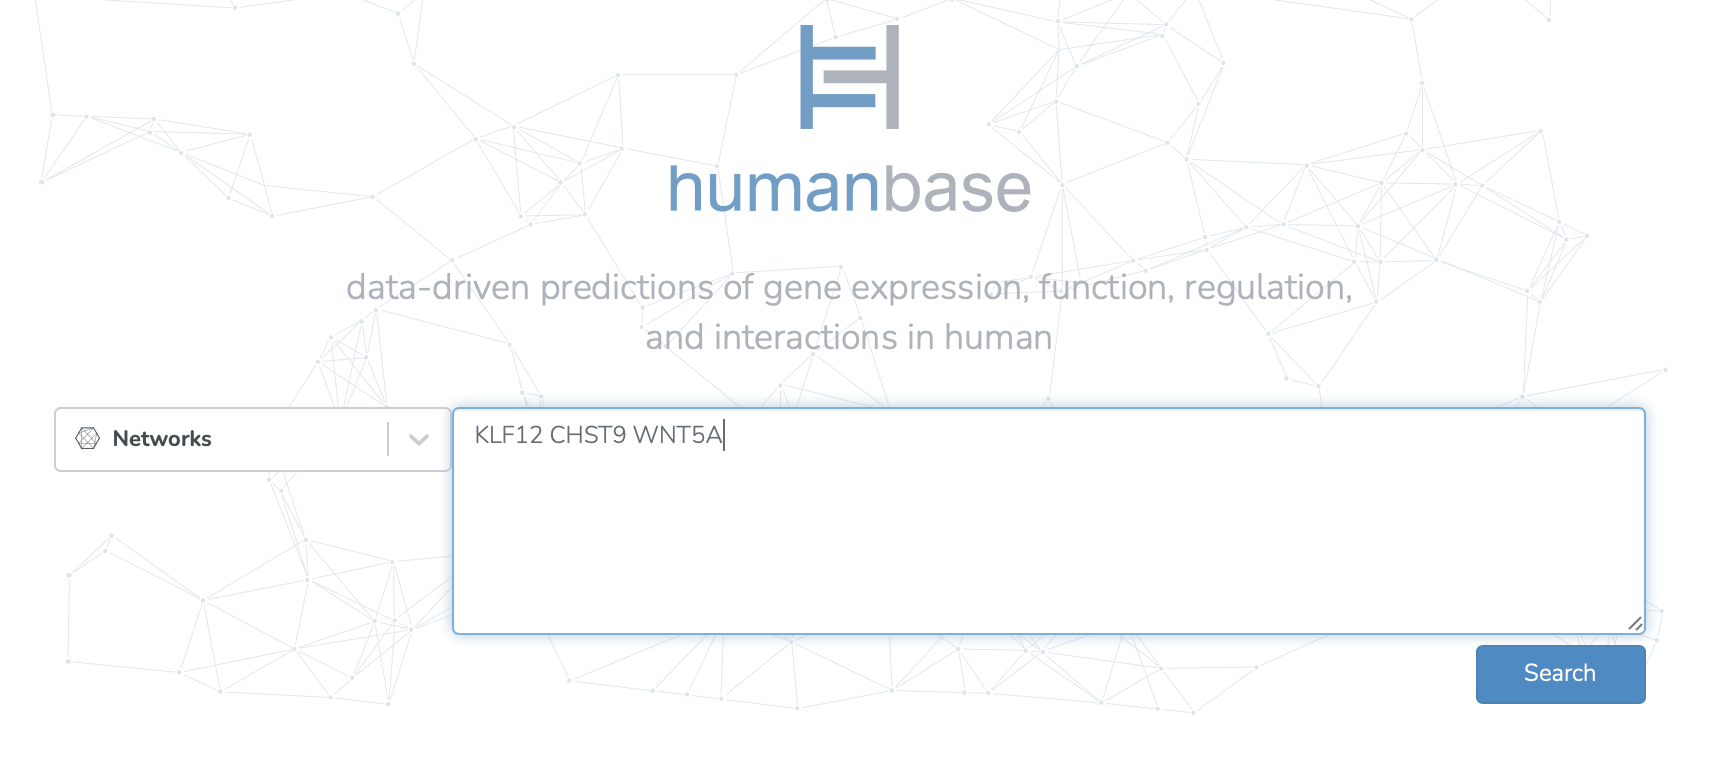 humanbase
data-driven predictions of gene expression, function, regulation,
and interactions in human
Networks
KLF12 CHST9 WNT5A
Search